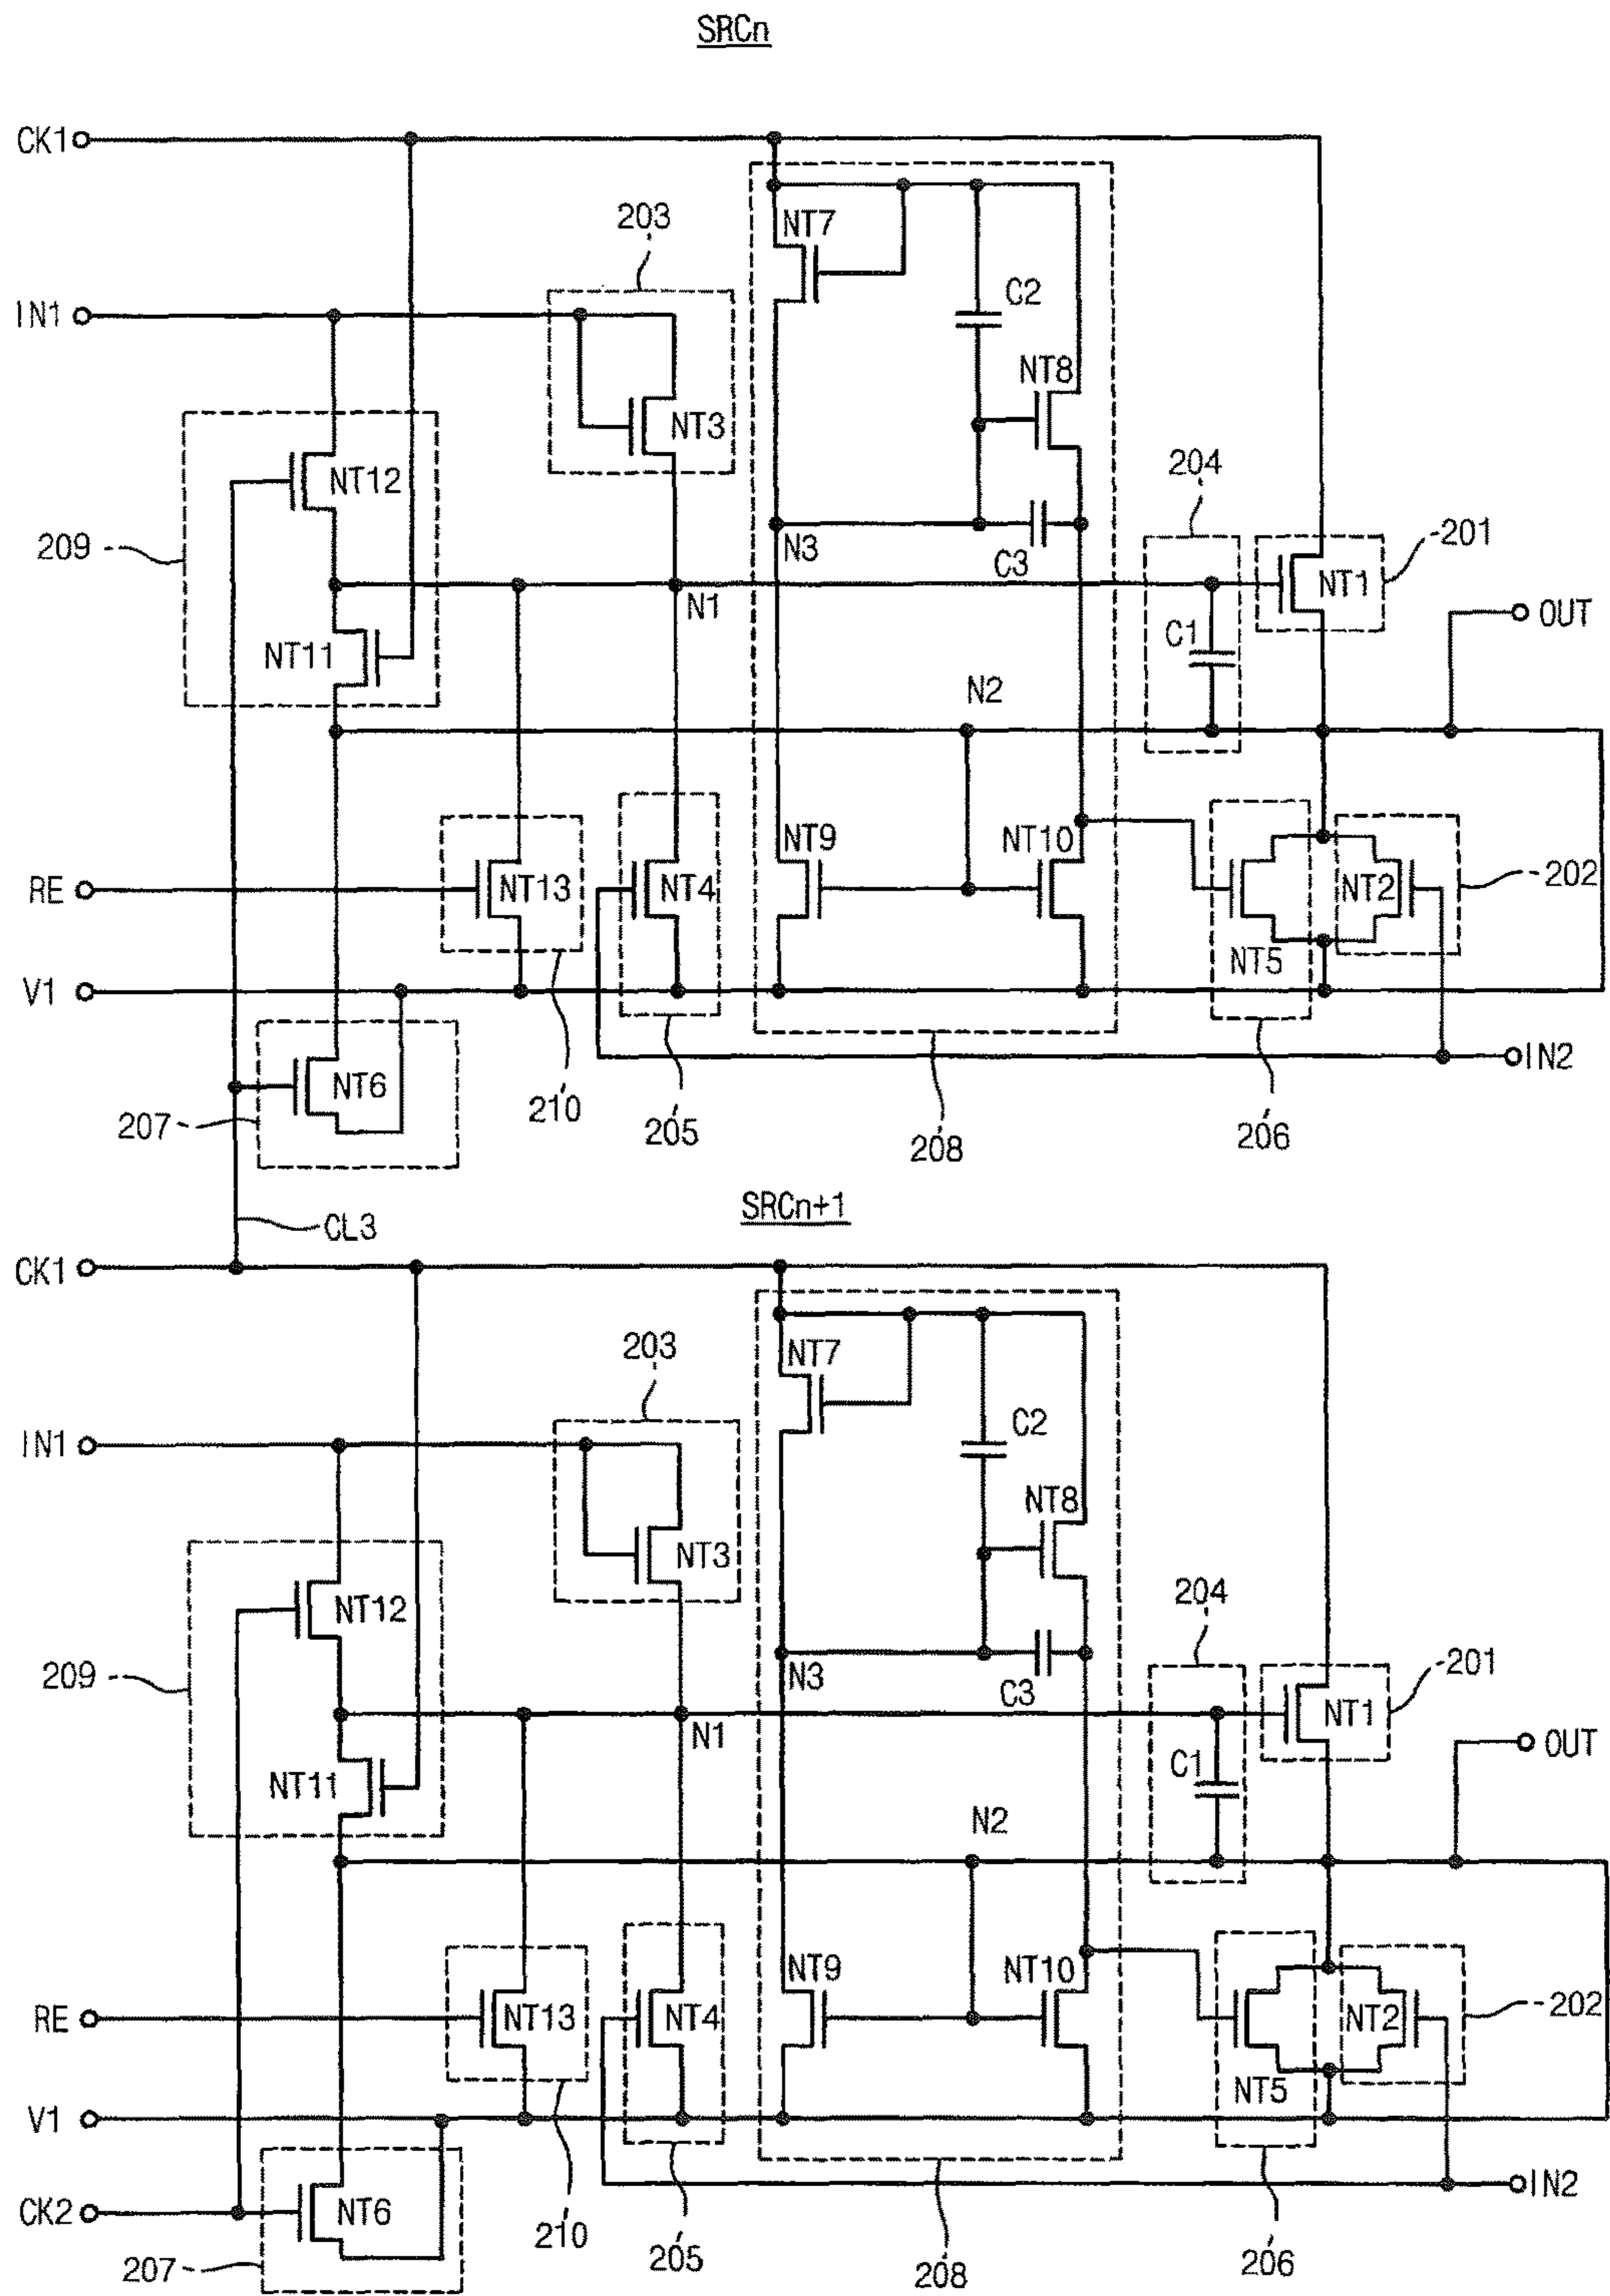 SRCn
CK1
203
NT7
IN1
C2
NT8
NT3
NT12
204
209
N3
C3
201
NT1
N1
OUT
C1
NT11
N2
NT9
NT10
RE
NT13
NT4
NT2
202
NT5
V1
IN2
NT6
210
207
205
208
206
SRCn+1
CL3
CK1
203
NT7
IN1
C2
NT8
NT3
NT12
204
209
N3
C3
201
NT1
N1
OUT
C1
NT11
N2
NT9
NT10
RE
NT13
NT4
NT2
202
NT5
V1
IN2
CK2
NT6
210
205
206
207
208